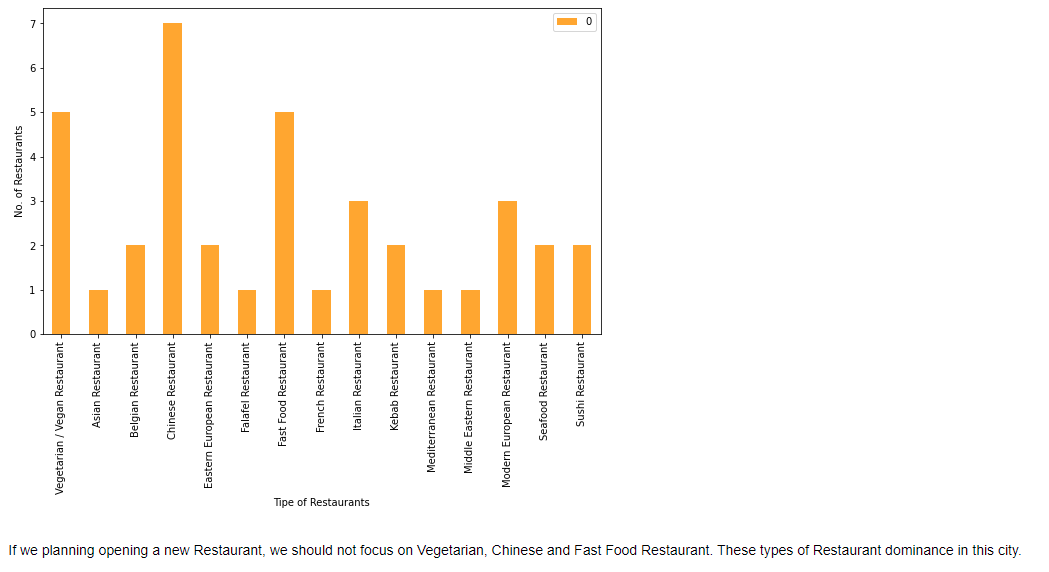 0
7
6
5
4
3
2
1
0
No. of Restaurants
Vegetarian / Vegan Restaurant
Asian Restaurant
Belgian Restaurant
Chinese Restaurant
Eastern European Restaurant
Falafel Restaurant
Fast Food Restaurant
French Restaurant
Italian Restaurant
Kebab Restaurant
Mediterranean Restaurant
Middle Eastern Restaurant
Modern European Restaurant
Seafood Restaurant
Sushi Restaurant
Tipe of Restaurants
If we planning opening a new Restaurant, we should not focus on Vegetarian, Chinese and Fast Food Restaurant. These types of Restaurant dominance in this city.